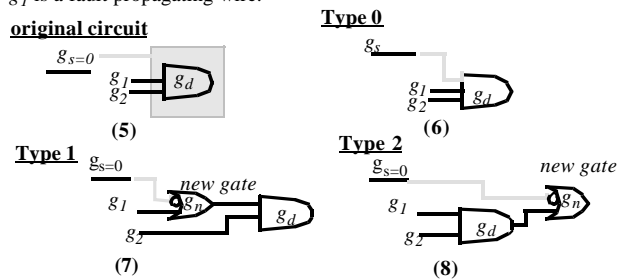 g1 is a fault propagating wire.
original circuit
gs=0
g1
g2
gd
(5)
Type 0
gs
g1
g2
gd
(6)
Type 1
gs=0
new gate
g1
gn
g2
gd
(7)
Type 2
gs=0
new gate
gn
g1
g2
gd
(8)